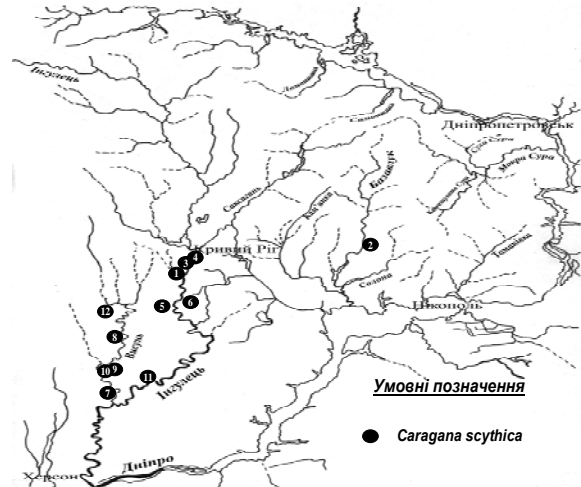 Інгулець
Дніпропетровськ
Мокра Сура
Базавлук
Саксагань
Кривий Ріг
4
3
1
2
Солона
Томаківка
Нікополь
5
6
12
8
Висунь
10
9
11
7
Інгулець
Умовні позначення
Caragana scythica
Херсон
Дніпро